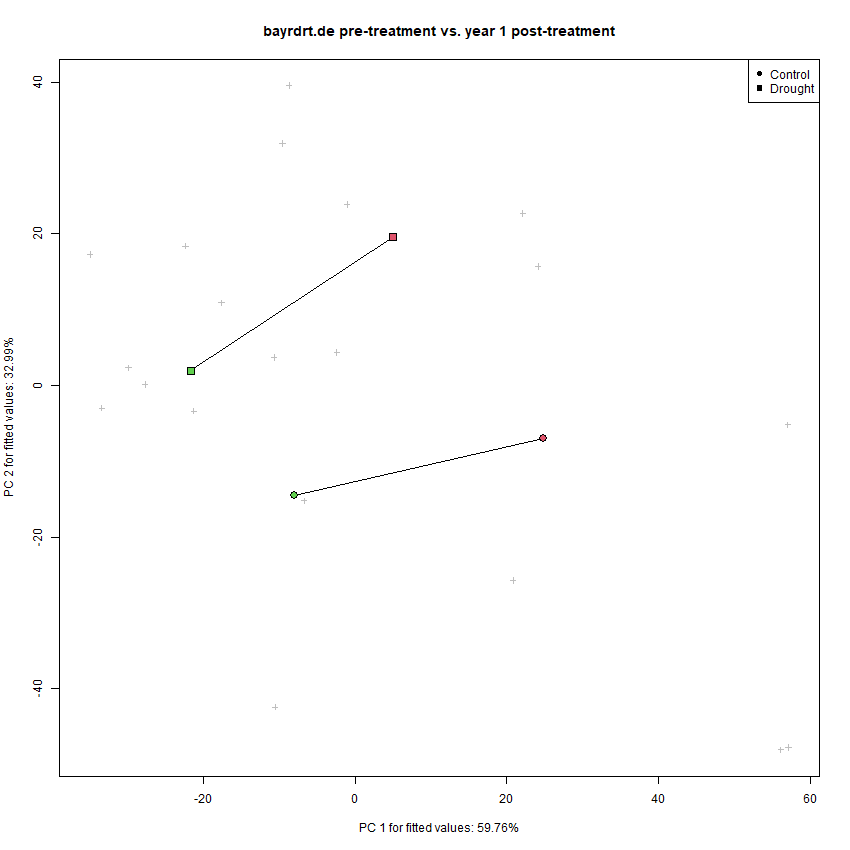 bayrdrt.de pre-treatment vs. year 1 post-treatment
Control
Drought
PC 2 for fitted values: 32.99%
40
20
0
-20
-40
-20
0
20
40
60
PC 1 for fitted values: 59.76%